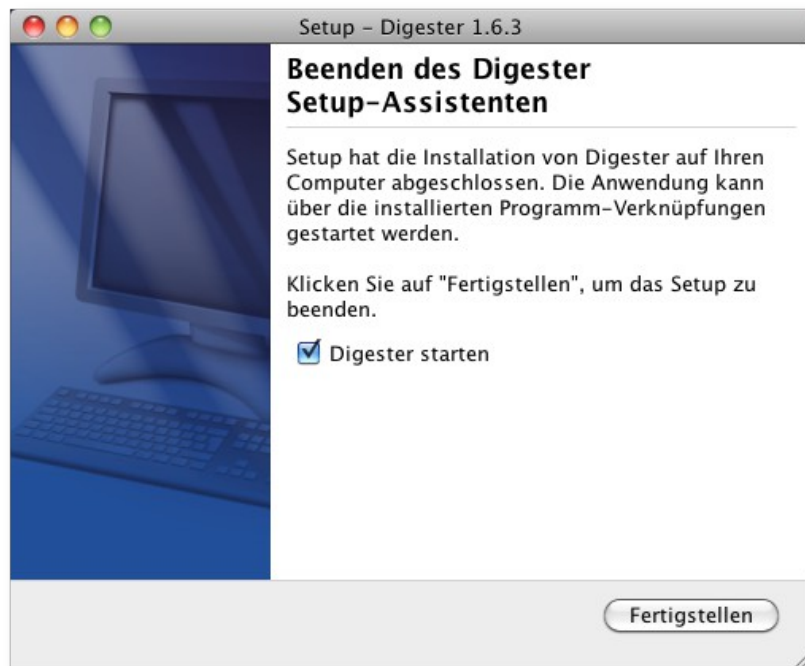 Setup – Digester 1.6.3
Beenden des Digester
Setup-Assistenten
Setup hat die Installation von Digester auf Ihren
Computer abgeschlossen. Die Anwendung kann
über die installierten Programm-Verknüpfungen
gestartet werden.
Klicken Sie auf "Fertigstellen", um das Setup zu
beenden.
Digester starten
Fertigstellen